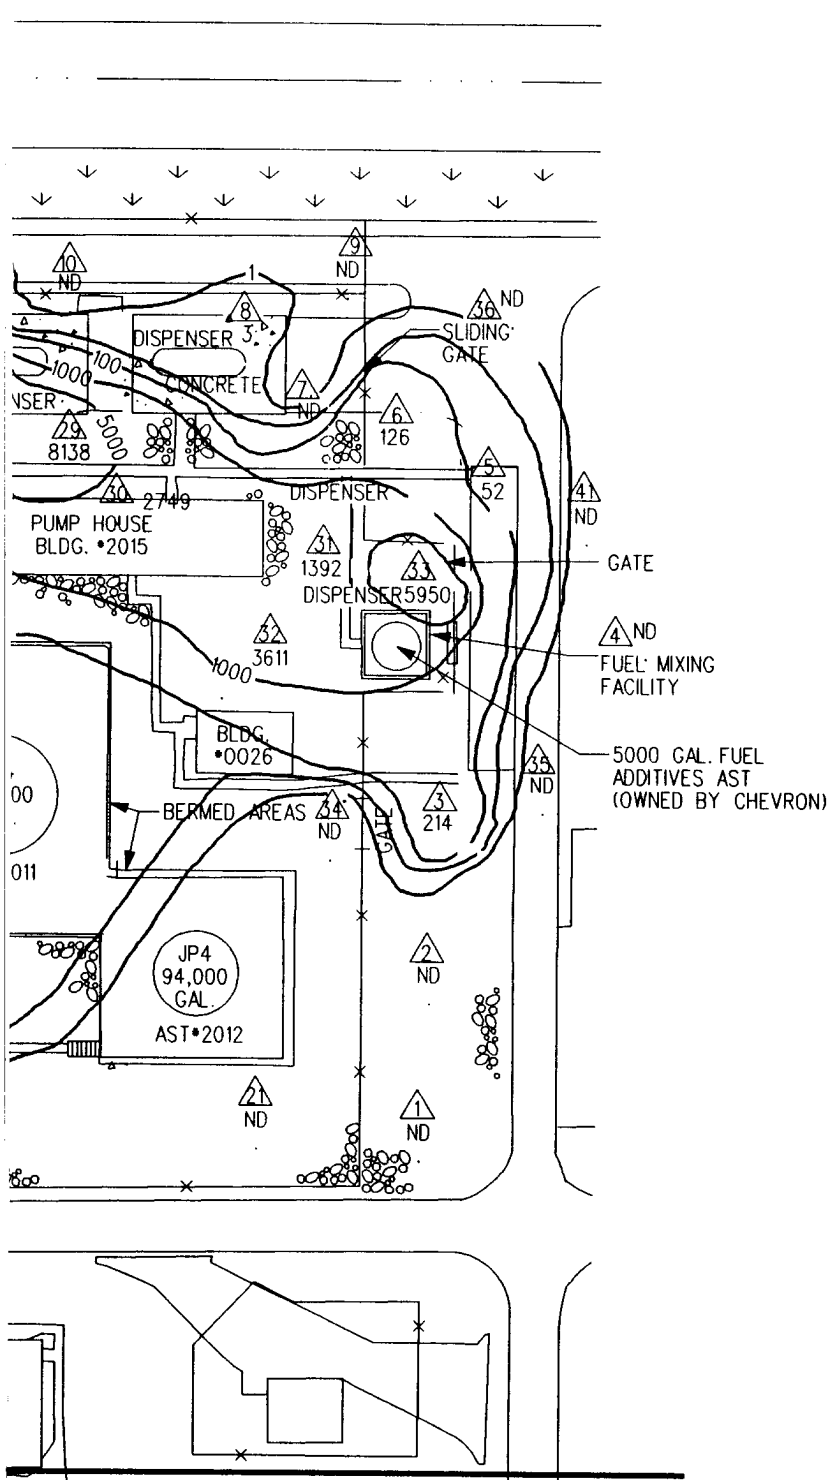 9
ND
10
ND
1
36
ND
8
3
DISPENSER
SLIDING
GATE
100
1000
CONCRETE
7
ND
NSER
5000
6
126
29
8138
5
52
30
2749
DISPENSER
41
ND
PUMP HOUSE
BLDG. *2015
31
1392
33
GATE
DISPENSER
5950
32
3611
4
ND
FUEL MIXING
FACILITY
1000
BLDG.
*0026
5000 GAL. FUEL
ADDITIVES AST
(OWNED BY CHEVRON)
35
ND
00
BERMED AREAS
34
ND
GATE
3
214
011
JP4
94,000
GAL.
AST*2012
2
ND
21
ND
1
ND